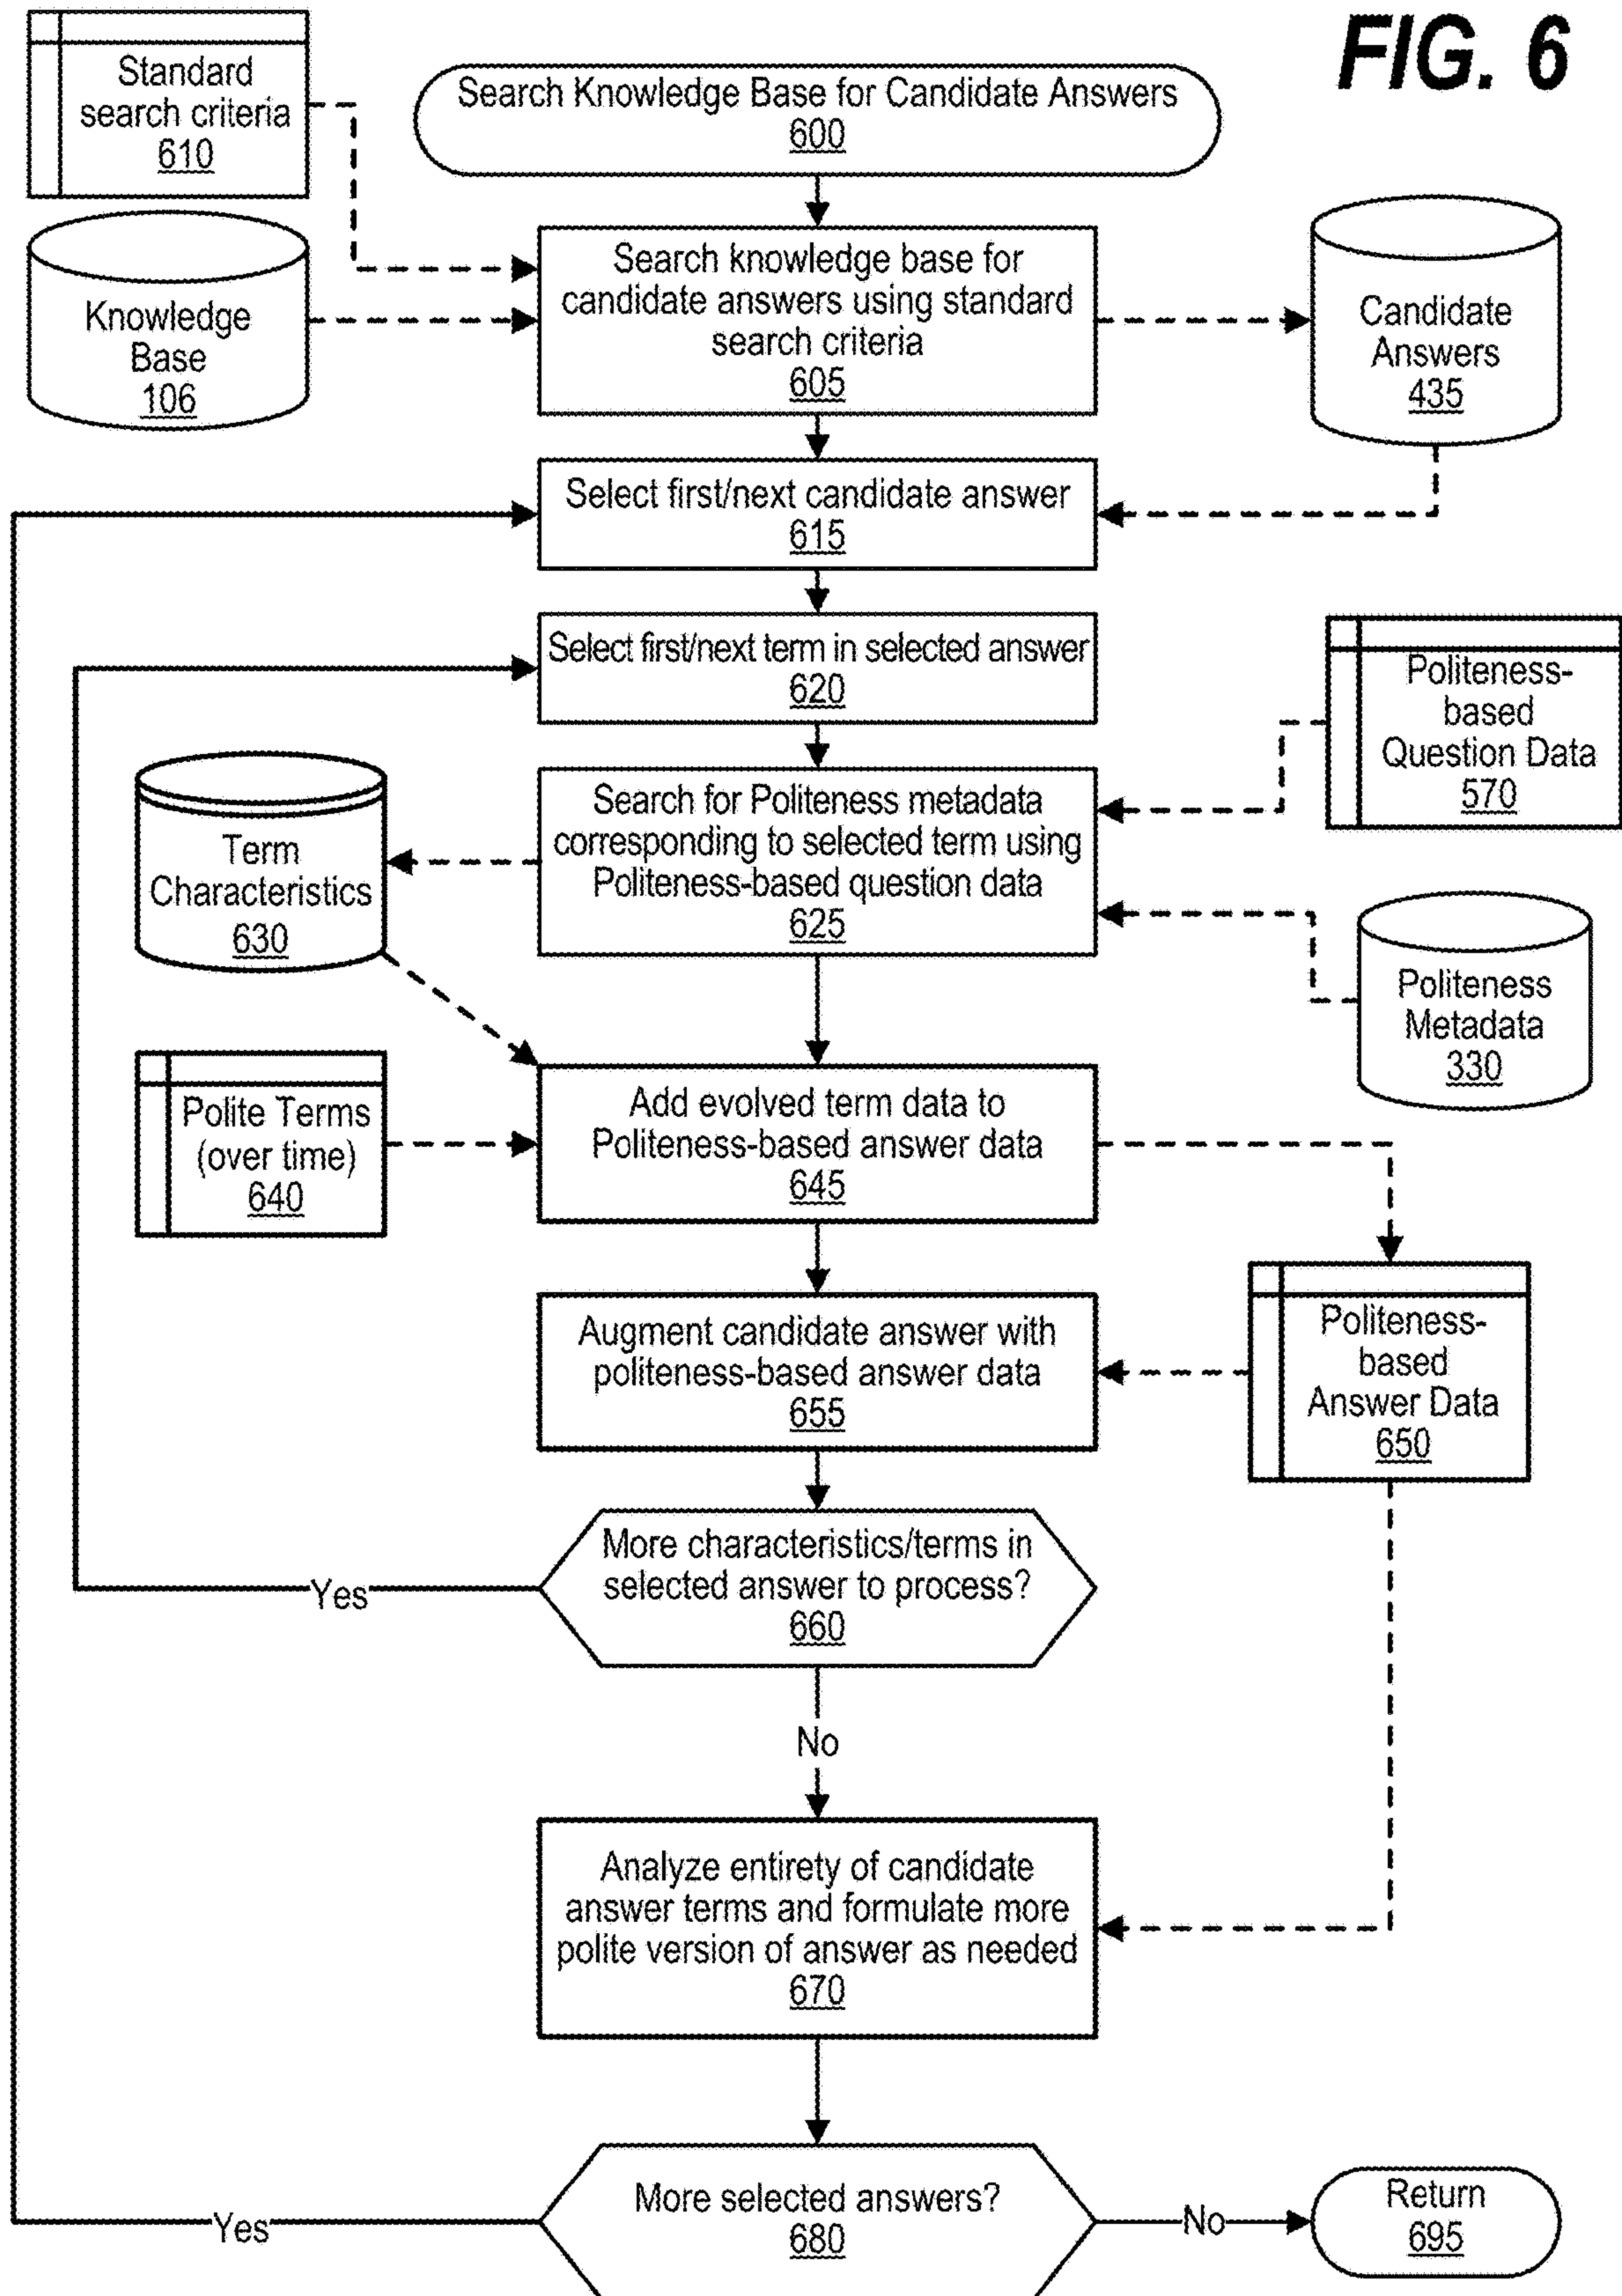 FIG. 6
Standard
search criteria
610
Search Knowledge Base for Candidate Answers
600
Knowledge
Base
106
Search knowledge base for
candidate answers using standard
search criteria
605
Candidate
Answers
435
Select first/next candidate answer
615
Select first/next term in selected answer
620
Politeness-
based
Question Data
570
Term
Characteristics
630
Search for Politeness metadata
corresponding to selected term using
Politeness-based question data
625
Politeness
Metadata
330
Polite Terms
(over time)
640
Add evolved term data to
Politeness-based answer data
645
Augment candidate answer with
politeness-based answer data
655
Politeness-
based
Answer Data
650
More characteristics/terms in
selected answer to process?
660
Yes
No
Analyze entirety of candidate
answer terms and formulate more
polite version of answer as needed
670
More selected answers?
680
Yes
No
Return
695